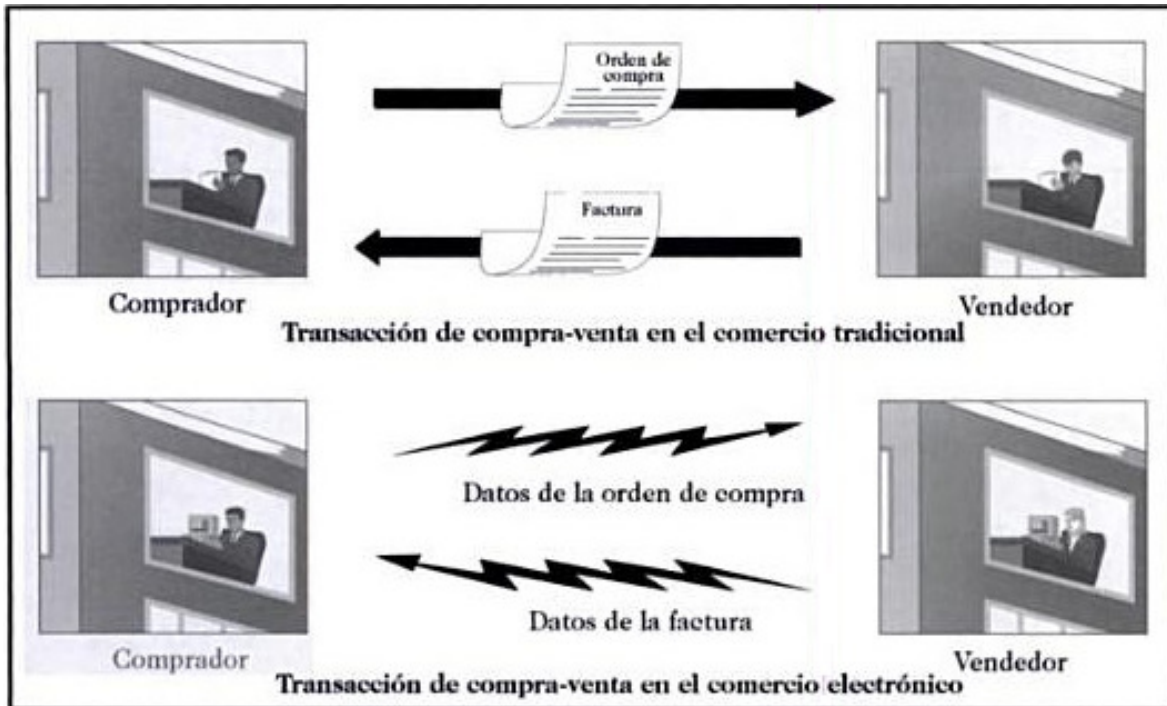 Orden de
compra
Factura
Comprador
Vendedor
Transacción de compra-venta en el comercio tradicional
Datos de la orden de compra
Datos de la factura
Comprador
Vendedor
Transacción de compra-venta en el comercio electrónico